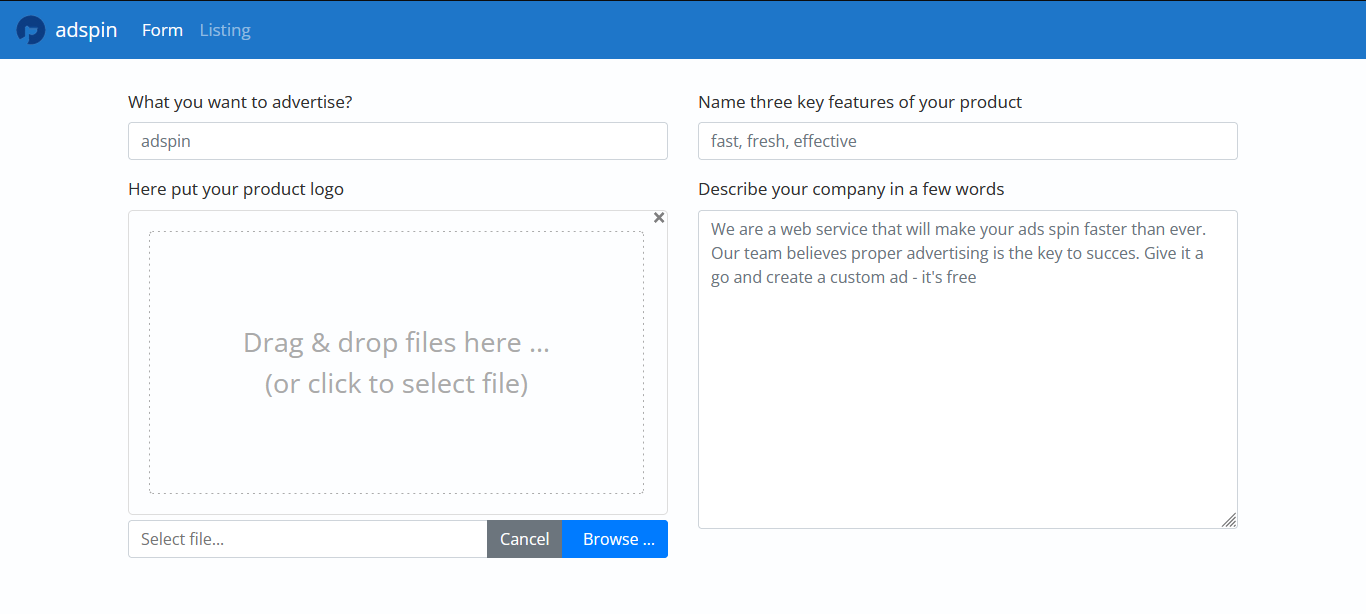 adspin Form Listing
What you want to advertise?
adspin
Name three key features of your product
fast, fresh, effective
Here put your product logo
Drag & drop files here ...
(or click to select file)
Select file...
Cancel
Browse ...
Describe your company in a few words
We are a web service that will make your ads spin faster than ever.
Our team believes proper advertising is the key to succes. Give it a
go and create a custom ad - it's free